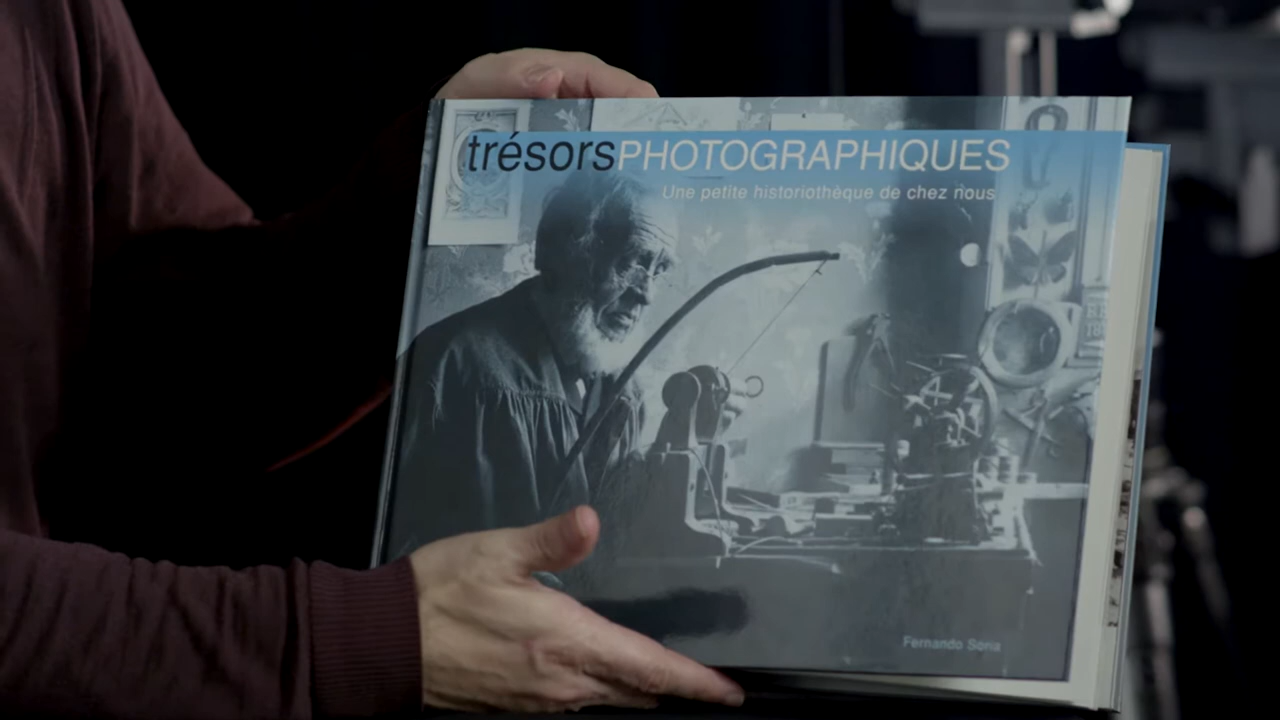 trésorsPHOTOGRAPHIQUES
Une petite historiothèque de chez nous
Fernando Soria